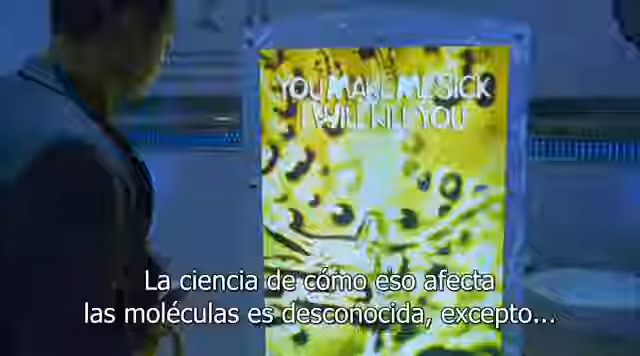 YOU MAKE ME SICK
I WILL KILL YOU
La ciencia de cómo eso afecta
las moléculas es desconocida, excepto...